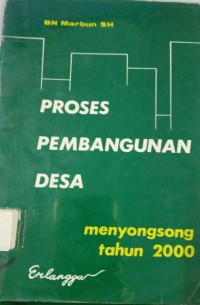 BN Marbun SH
PROSES
PEMBANGUNAN
DESA
menyongsong
tahun 2000
Erlangga